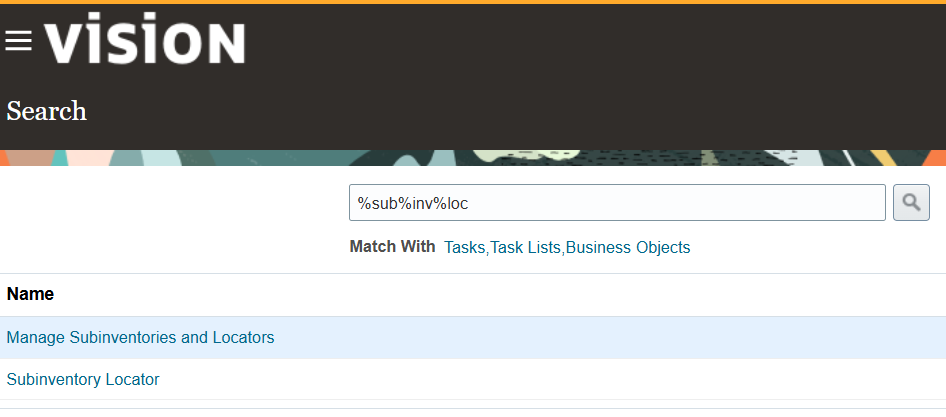 VISION
Search
%sub%inv%loc
Match With Tasks,Task Lists,Business Objects
Name
Manage Subinventories and Locators
Subinventory Locator